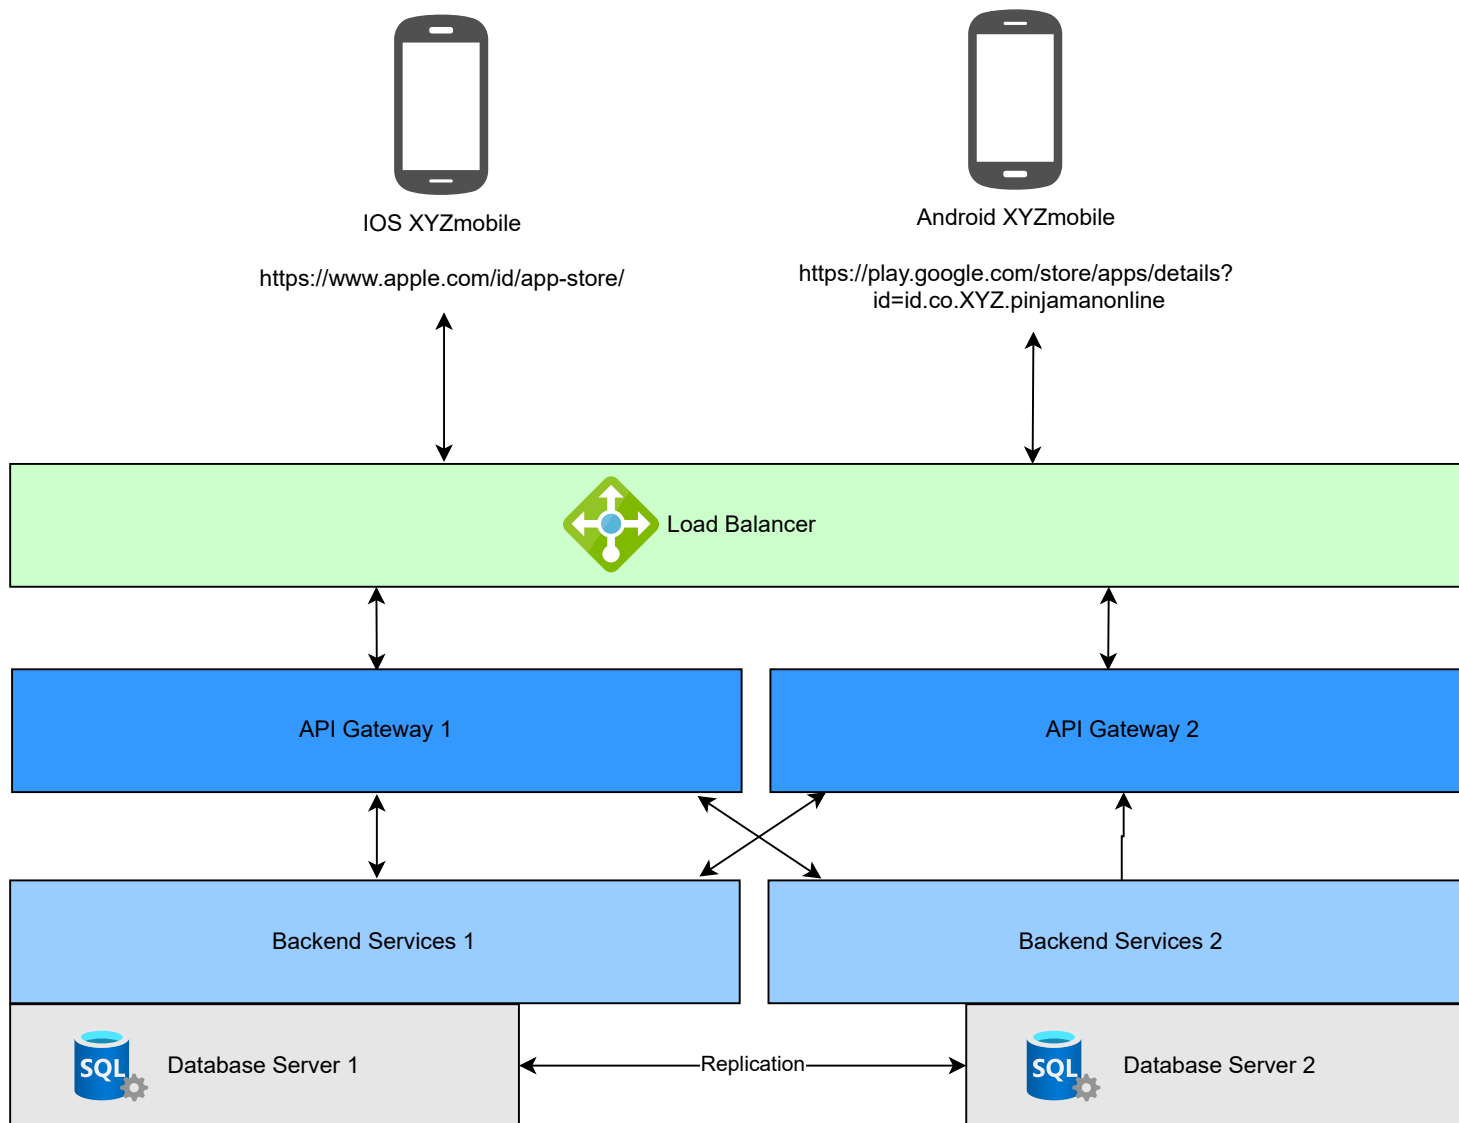 IOS XYZmobile
https://www.apple.com/id/app-store/
Android XYZmobile
https://play.google.com/store/apps/details?
id=id.co.XYZ.pinjamanonline
Load Balancer
API Gateway 1
API Gateway 2
Backend Services 1
Backend Services 2
SQL
Database Server 1
Replication
SQL
Database Server 2